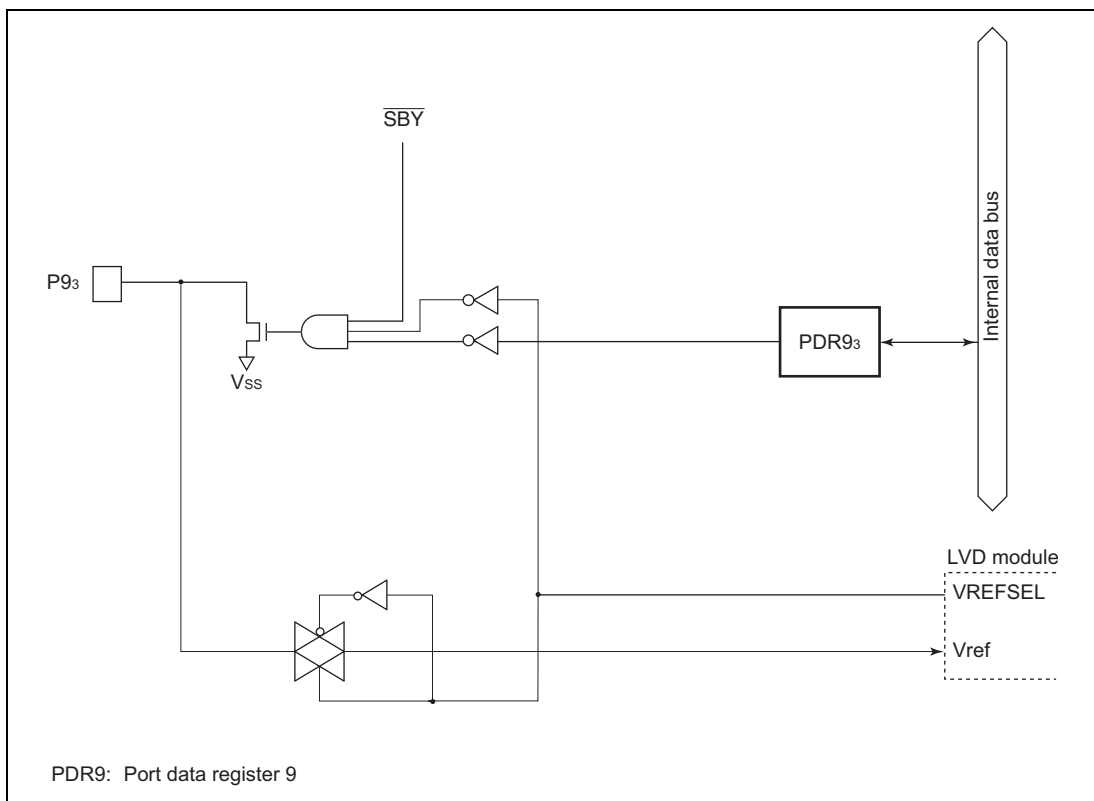 SBY
P93
VSS
PDR93
Internal data bus
LVD module
VREFSEL
Vref
PDR9: Port data register 9